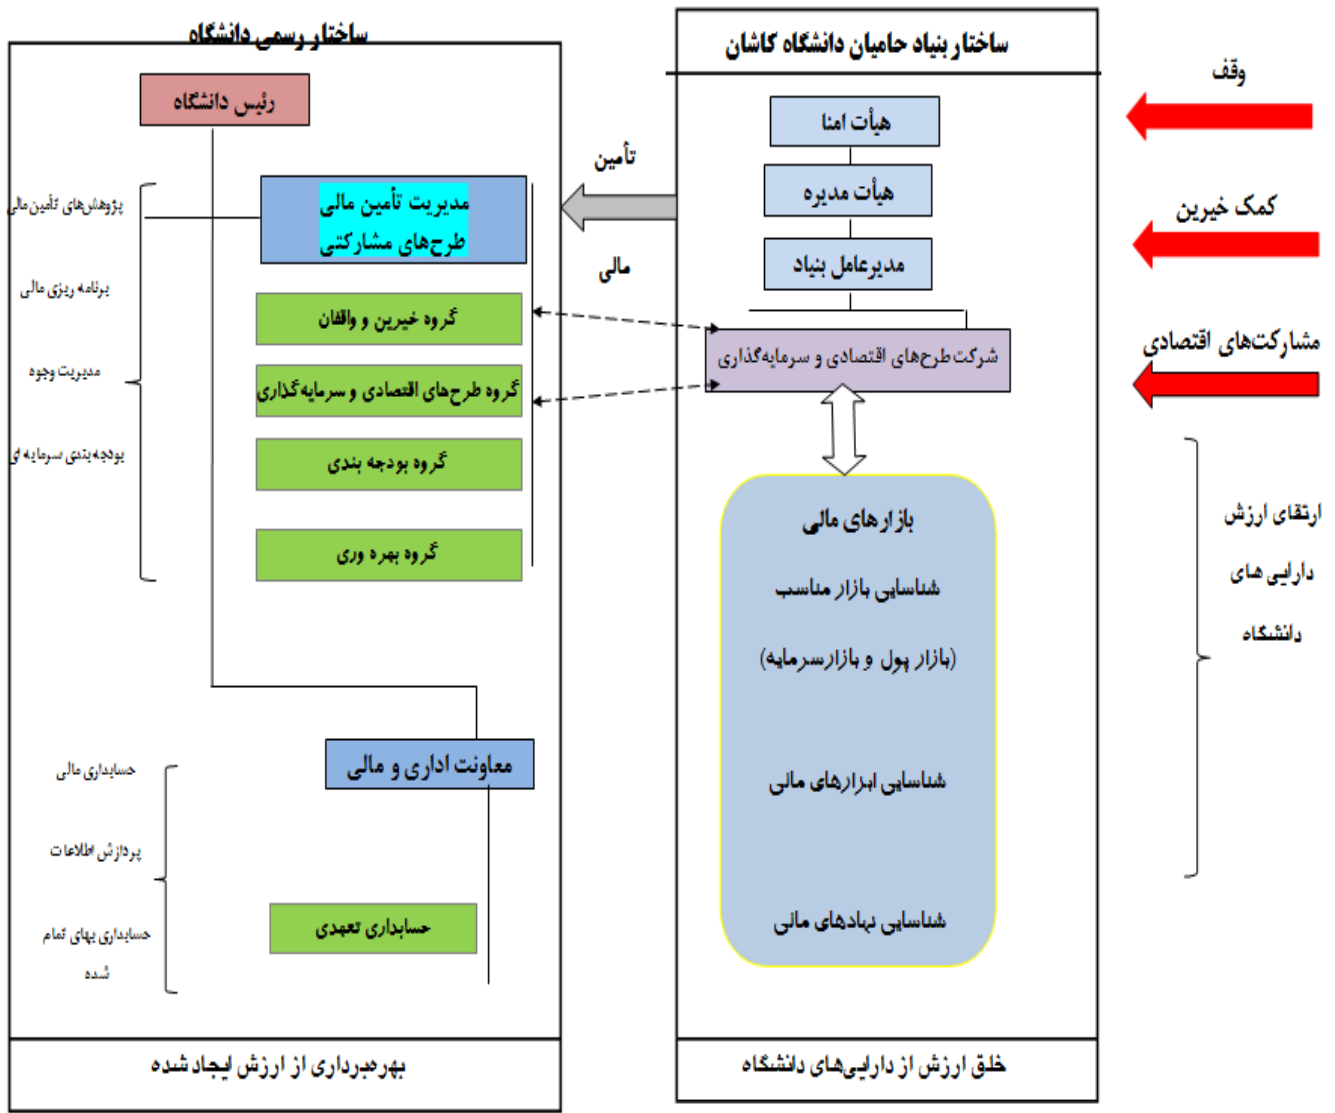 ساختار بنیاد حامیان دانشگاه کاشان
هیأت امنا
هیأت مدیره
مدیرعامل بنیاد
شرکت طرح‌های اقتصادی و سرمایه‌گذاری
بازارهای مالی
شناسایی بازار مناسب
(بازار پول و بازارسرمایه)
شناسایی ابزارهای مالی
شناسایی نهادهای مالی
خلق ارزش از دارایی‌های دانشگاه
وقف
کمک خیرین
مشارکت‌های اقتصادی
ارتقای ارزش
دارایی های
دانشگاه
تأمین
مالی
ساختار رسمی دانشگاه
رئیس دانشگاه
مدیریت تأمین مالی
طرح‌های مشارکتی
گروه خیرین و واقفان
گروه طرح‌های اقتصادی و سرمایه‌گذاری
گروه بودجه بندی
گروه بهره وری
پژوهش‌های تأمین‌مالی
برنامه ریزی مالی
مدیریت وجوه
بودجه‌بندی سرمایه ای
معاونت اداری و مالی
حسابداری تعهدی
حسابداری مالی
پردازش اطلاعات
حسابداری بهای تمام
شده
بهره‌برداری از ارزش ایجاد شده